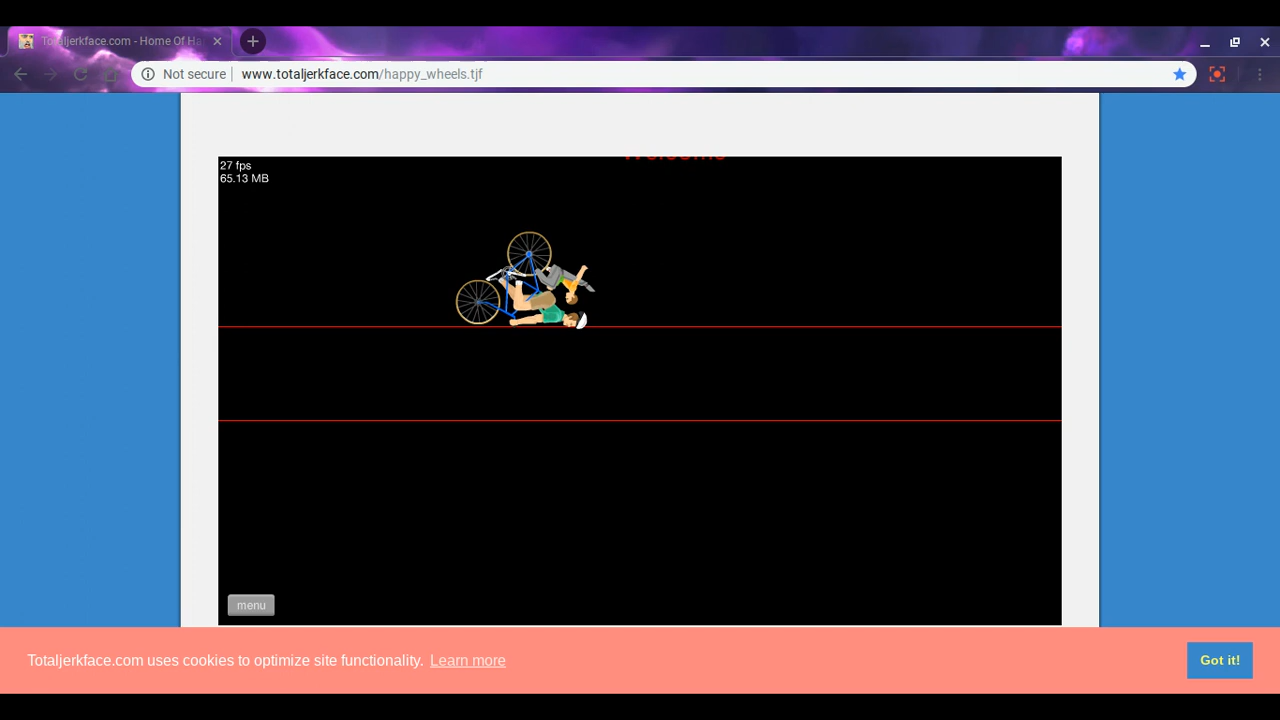 Totaljerkface.com - Home Of Ha
Not secure
www.totaljerkface.com/happy_wheels.tjf
Welcome
27 fps
65.13 MB
menu
Totaljerkface.com uses cookies to optimize site functionality. Learn more
Got it!